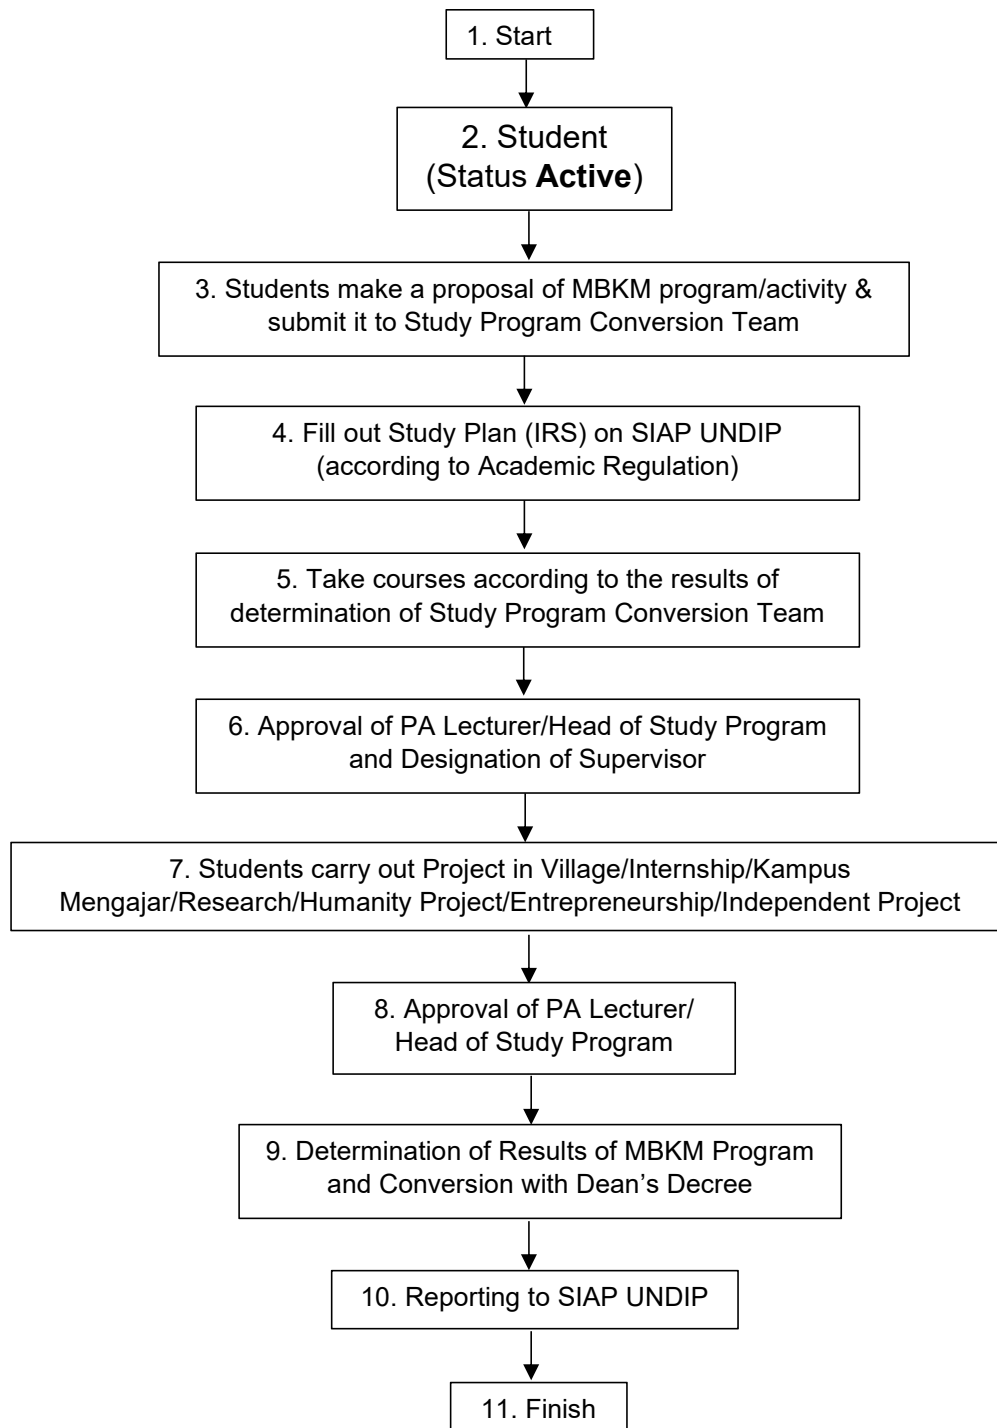 1. Start
2. Student
(Status Active)
3. Students make a proposal of MBKM program/activity &
submit it to Study Program Conversion Team
4. Fill out Study Plan (IRS) on SIAP UNDIP
(according to Academic Regulation)
5. Take courses according to the results of
determination of Study Program Conversion Team
6. Approval of PA Lecturer/Head of Study Program
and Designation of Supervisor
7. Students carry out Project in Village/Internship/Kampus
Mengajar/Research/Humanity Project/Entrepreneurship/Independent Project
8. Approval of PA Lecturer/
Head of Study Program
9. Determination of Results of MBKM Program
and Conversion with Dean’s Decree
10. Reporting to SIAP UNDIP
11. Finish